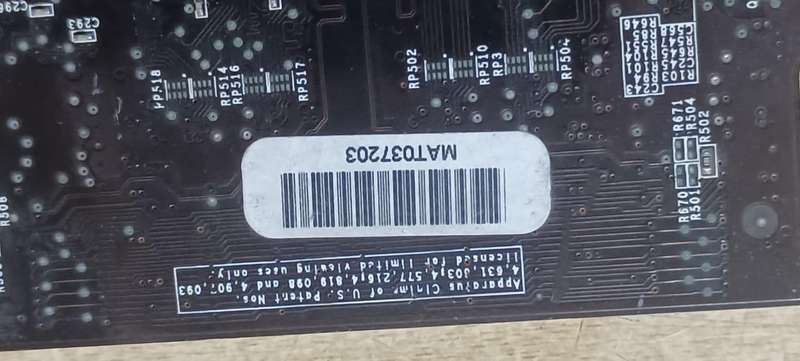 C296
C293
RP518
RP514
RP516
RP517
RP502
RP510
RP3
RP504
R671
R504
R502
R670
R501
R508
MAT037203
Apparatus Claims of U.S. Patent Nos.
4,631,603;4,577,216;4,819,098 and 4,907,093
licensed for limited viewing uses only.